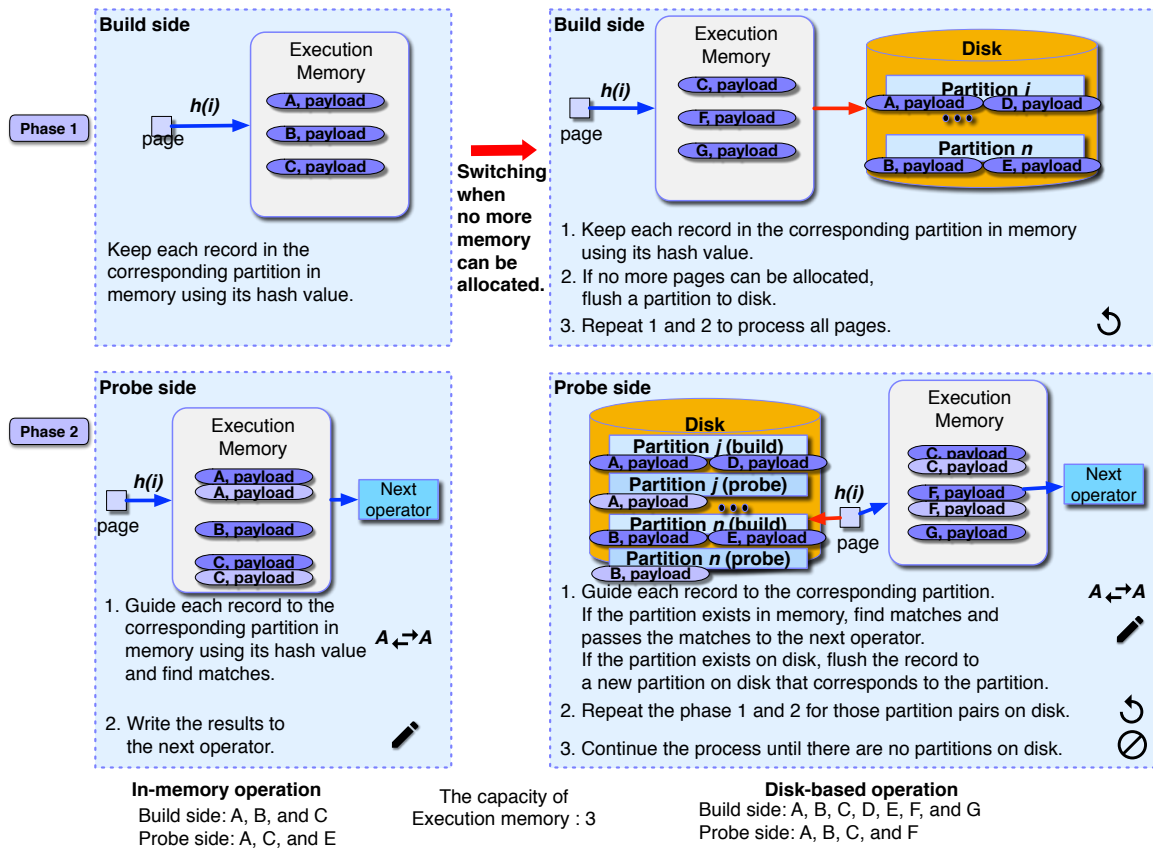 Build side
Execution
Memory
A, payload
B, payload
C, payload
h(i)
page
Phase 1
Keep each record in the
corresponding partition in
memory using its hash value.
Switching
when
no more
memory
can be
allocated.
Build side
Execution
Memory
C, payload
F, payload
G, payload
h(i)
page
Disk
Partition i
A, payload D, payload
Partition n
B, payload E, payload
1. Keep each record in the corresponding partition in memory
using its hash value.
2. If no more pages can be allocated,
flush a partition to disk.
3. Repeat 1 and 2 to process all pages.
Phase 2
Probe side
Execution
Memory
A, payload
A, payload
B, payload
C, payload
C, payload
h(i)
page
Next
operator
1. Guide each record to the
corresponding partition in
memory using its hash value
and find matches.
A A
2. Write the results to
the next operator.
Probe side
Disk
Partition j (build)
A, payload D, payload
Partition j (probe)
A, payload
Partition n (build)
B, payload E, payload
Partition n (probe)
B, payload
h(i)
page
Execution
Memory
C, payload
C, payload
F, payload
F, payload
G, payload
Next
operator
1. Guide each record to the corresponding partition.
If the partition exists in memory, find matches and
passes the matches to the next operator.
If the partition exists on disk, flush the record to
a new partition on disk that corresponds to the partition.
A A
2. Repeat the phase 1 and 2 for those partition pairs on disk.
3. Continue the process until there are no partitions on disk.
In-memory operation
Build side: A, B, and C
Probe side: A, C, and E
The capacity of
Execution memory : 3
Disk-based operation
Build side: A, B, C, D, E, F, and G
Probe side: A, B, C, and F